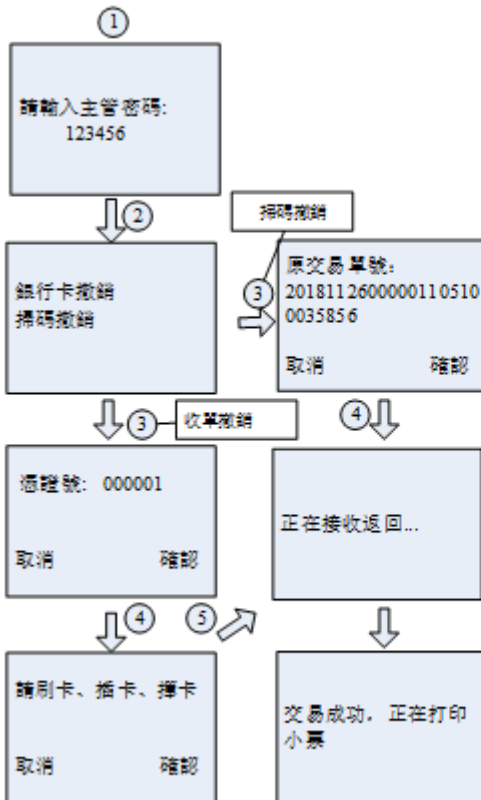 1
請輸入主管密碼:
123456
2
掃碼撤銷
銀行卡撤銷
掃碼撤銷
3
原交易單號:
201811260000011051 0
0035856
取消 確認
3
收單撤銷
4
憑證號: 000001
取消 確認
正在接收返回...
4
5
請刷卡、插卡、揮卡
取消 確認
交易成功, 正在打印
小票